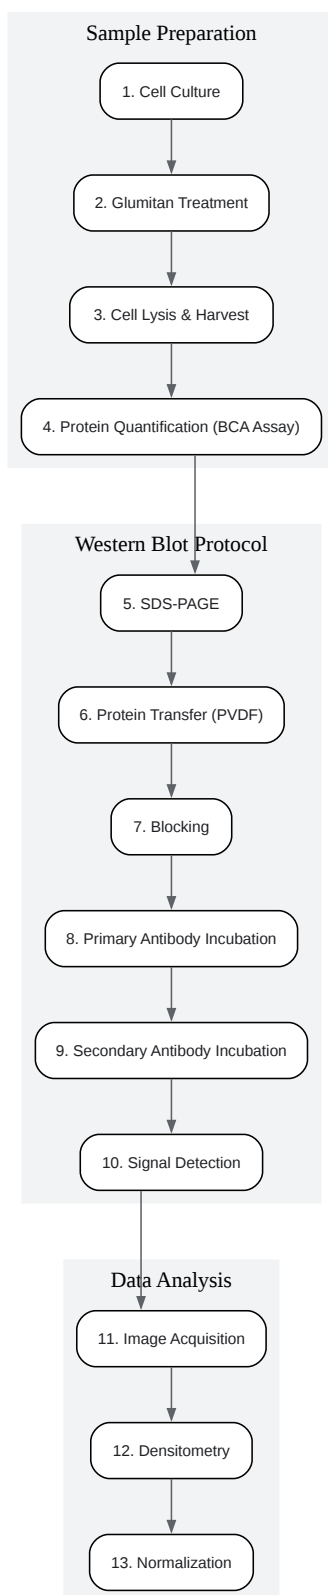 Sample Preparation
1. Cell Culture
2. Glumitan Treatment
3. Cell Lysis & Harvest
4. Protein Quantification (BCA Assay)
Western Blot Protocol
5. SDS-PAGE
6. Protein Transfer (PVDF)
7. Blocking
8. Primary Antibody Incubation
9. Secondary Antibody Incubation
10. Signal Detection
Data Analysis
11. Image Acquisition
12. Densitometry
13. Normalization